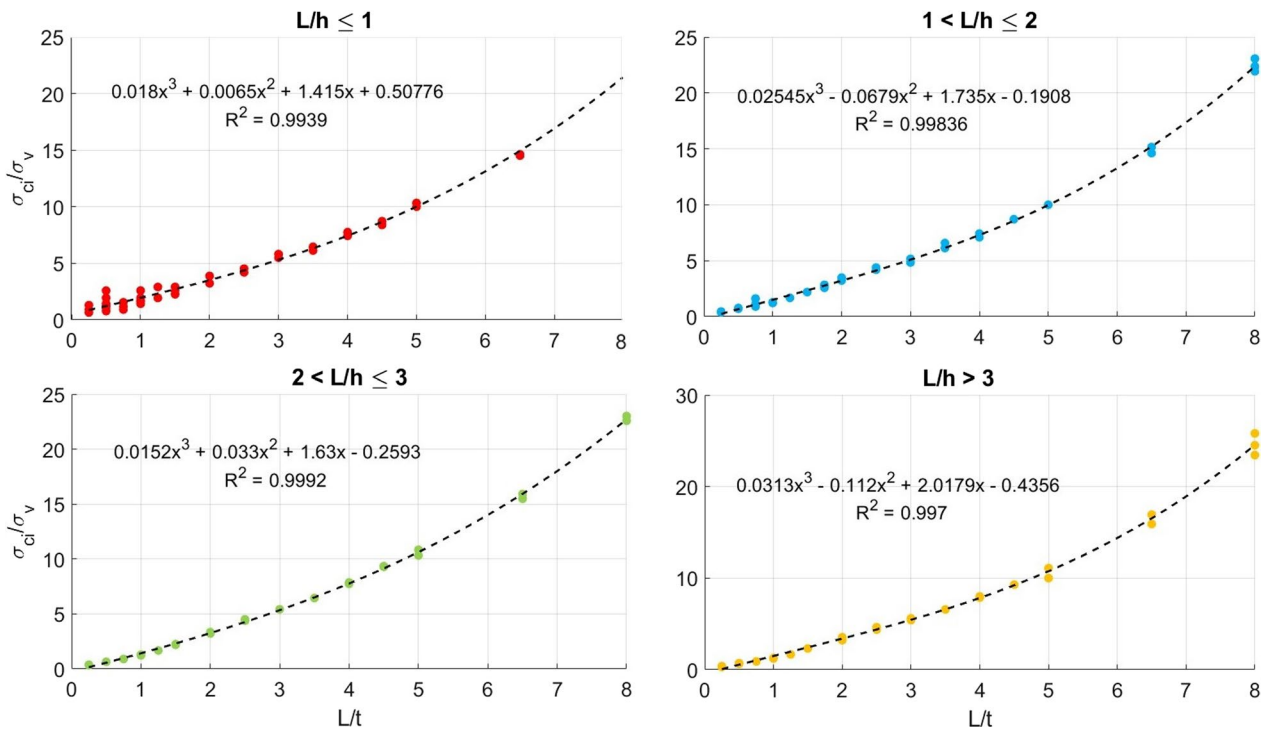 L/h ≤ 1
25
20
15
10
5
0
σci/σv
0.018x³ + 0.0065x² + 1.415x + 0.50776
R² = 0.9939
0 1 2 3 4 5 6 7 8
1 < L/h ≤ 2
25
20
15
10
5
0
0.02545x³ - 0.0679x² + 1.735x - 0.1908
R² = 0.99836
0 1 2 3 4 5 6 7 8
2 < L/h ≤ 3
25
20
15
10
5
0
σci/σv
0.0152x³ + 0.033x² + 1.63x - 0.2593
R² = 0.9992
0 1 2 3 4 5 6 7 8
L/t
L/h > 3
30
20
10
0
0.0313x³ - 0.112x² + 2.0179x - 0.4356
R² = 0.997
0 1 2 3 4 5 6 7 8
L/t